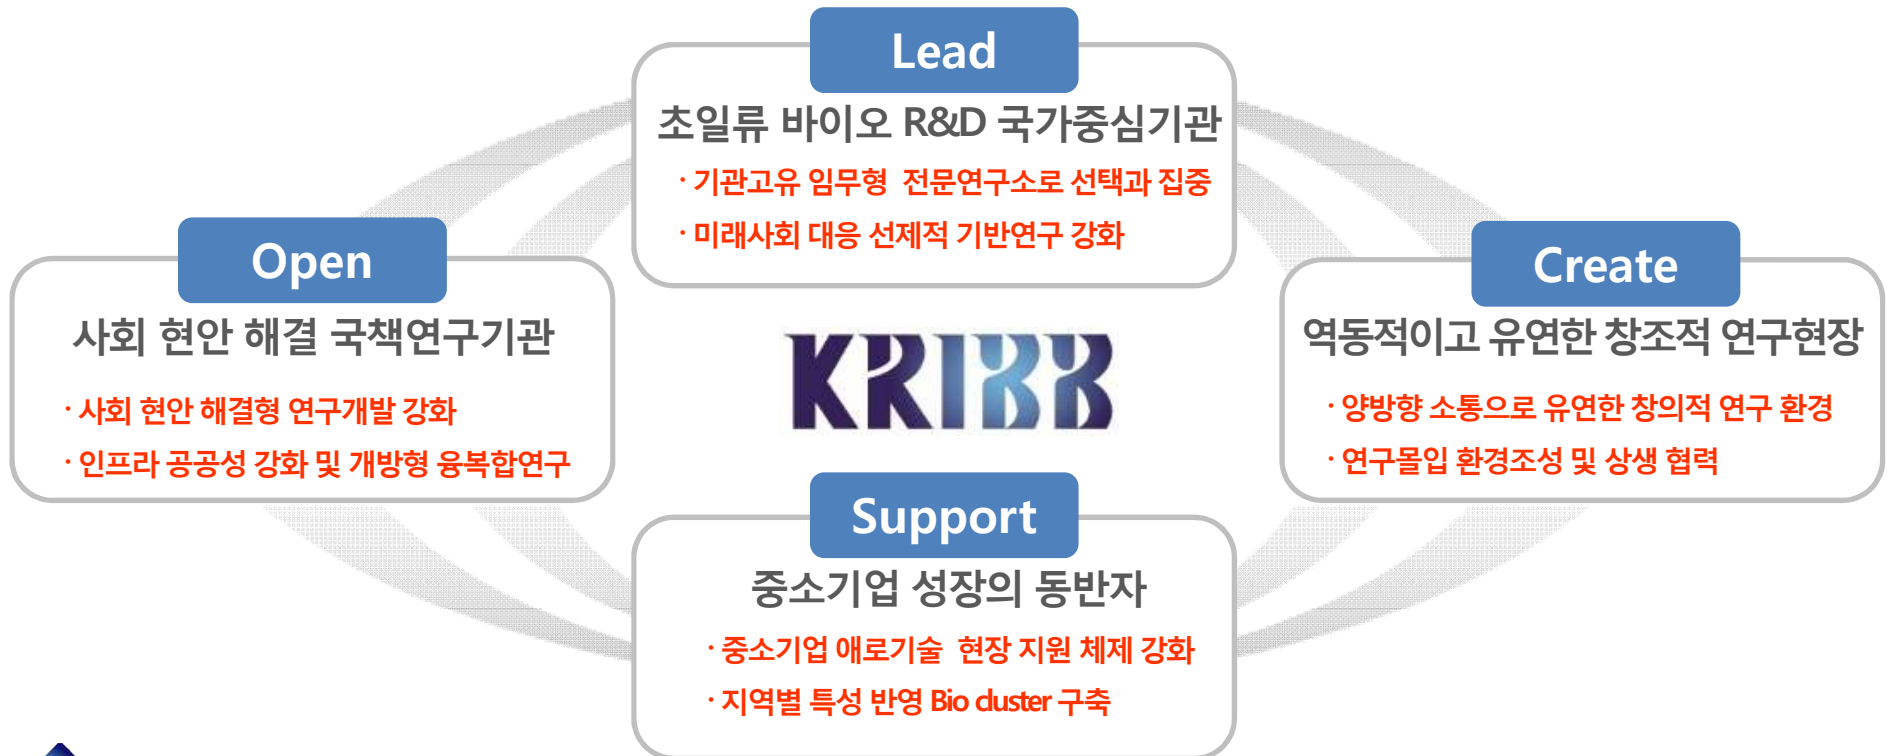 Lead
초일류 바이오 R&D 국가중심기관
· 기관고유 임무형 전문연구소로 선택과 집중
· 미래사회 대응 선제적 기반연구 강화
Open
사회 현안 해결 국책연구기관
· 사회 현안 해결형 연구개발 강화
· 인프라 공공성 강화 및 개방형 융복합연구
KRIBB
Create
역동적이고 유연한 창조적 연구현장
· 양방향 소통으로 유연한 창의적 연구 환경
· 연구몰입 환경조성 및 상생 협력
Support
중소기업 성장의 동반자
· 중소기업 애로기술 현장 지원 체제 강화
· 지역별 특성 반영 Bio cluster 구축